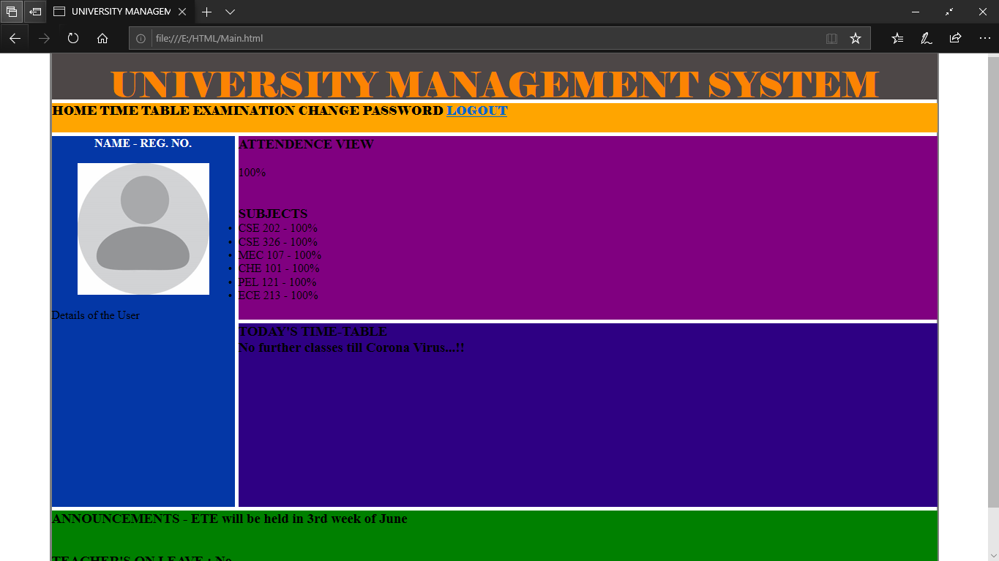 UNIVERSITY MANAGEM
file:///E:/HTML/Main.html
UNIVERSITY MANAGEMENT SYSTEM
HOME TIME TABLE EXAMINATION CHANGE PASSWORD LOGOUT
NAME - REG. NO.
Details of the User
ATTENDENCE VIEW
100%
SUBJECTS
• CSE 202 - 100%
• CSE 326 - 100%
• MEC 107 - 100%
• CHE 101 - 100%
• PEL 121 - 100%
• ECE 213 - 100%
TODAY'S TIME-TABLE
No further classes till Corona Virus...!!
ANNOUNCEMENTS - ETE will be held in 3rd week of June
TEACHER'S ON LEAVE : No